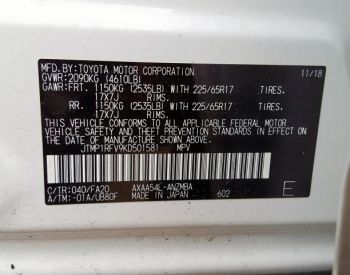 MFD. BY: TOYOTA MOTOR CORPORATION 11/18
GVWR: 2090KG (4610LB)
GAWR: FRT. 1150KG (2535LB) WITH 225/65R17 TIRES.
17X7J RIMS.
RR. 1150KG (2535LB) WITH 225/65R17 TIRES,
17X7J RIMS.
THIS VEHICLE CONFORMS TO ALL APPLICABLE FEDERAL MOTOR
VEHICLE SAFETY AND THEFT PREVENTION STANDARDS IN EFFECT ON
THE DATE OF MANUFACTURE SHOWN ABOVE.
JTMP1RFV9KD501581 MPV
C/TR: 040/FA20 AXAA54L-ANZMBA
A/TM: -01A/UB80F MADE IN JAPAN 602 E